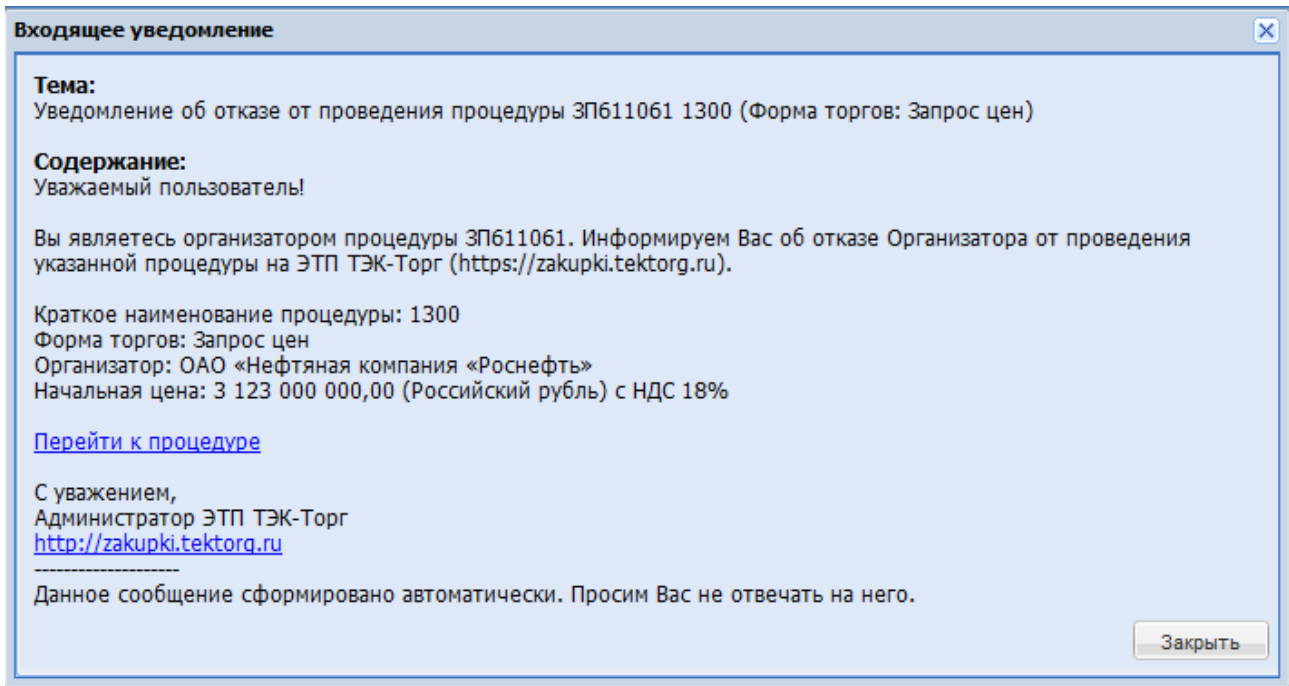 Входящее уведомление
Тема:
Уведомление об отказе от проведения процедуры ЗП611061 1300 (Форма торгов: Запрос цен)
Содержание:
Уважаемый пользователь!
Вы являетесь организатором процедуры ЗП611061. Информируем Вас об отказе Организатора от проведения
указанной процедуры на ЭТП ТЭК-Торг (https://zakupki.tektorg.ru).
Краткое наименование процедуры: 1300
Форма торгов: Запрос цен
Организатор: ОАО «Нефтяная компания «Роснефть»
Начальная цена: 3 123 000 000,00 (Российский рубль) с НДС 18%
Перейти к процедуре
С уважением,
Администратор ЭТП ТЭК-Торг
http://zakupki.tektorg.ru
--------------------
Данное сообщение сформировано автоматически. Просим Вас не отвечать на него.
Закрыть